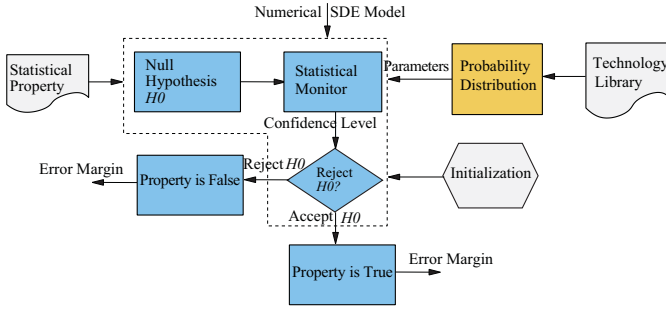 Numerical SDE Model
Statistical
Property
Null
Hypothesis
H0
Statistical
Monitor
Parameters
Probability
Distribution
Technology
Library
Confidence Level
Error Margin
Property is False
Reject H0
Reject
H0?
Initialization
Accept H0
Property is True
Error Margin